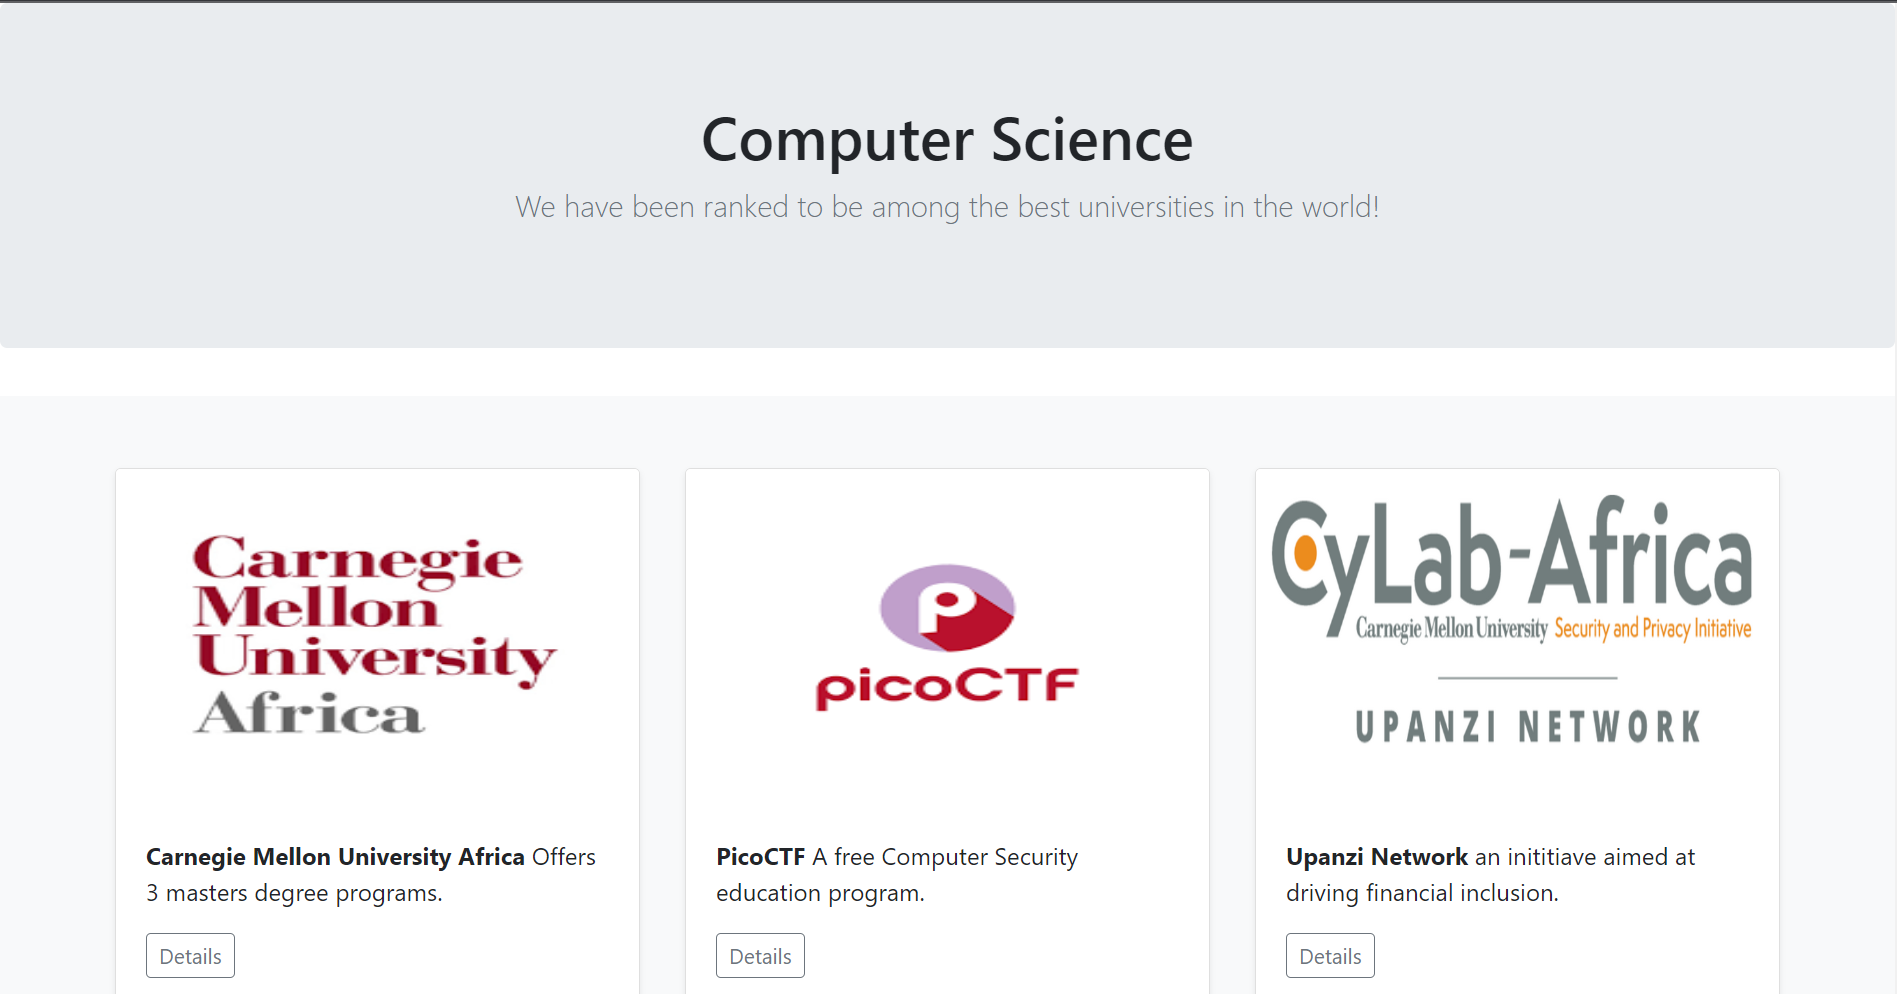 Computer Science
We have been ranked to be among the best universities in the world!
Carnegie
Mellon
University
Africa
Carnegie Mellon University Africa Offers
3 masters degree programs.
Details
P
picoCTF
PicoCTF A free Computer Security
education program.
Details
CyLab-Africa
Carnegie Mellon University Security and Privacy Initiative
UPANZI NETWORK
Upanzi Network an inititiave aimed at
driving financial inclusion.
Details